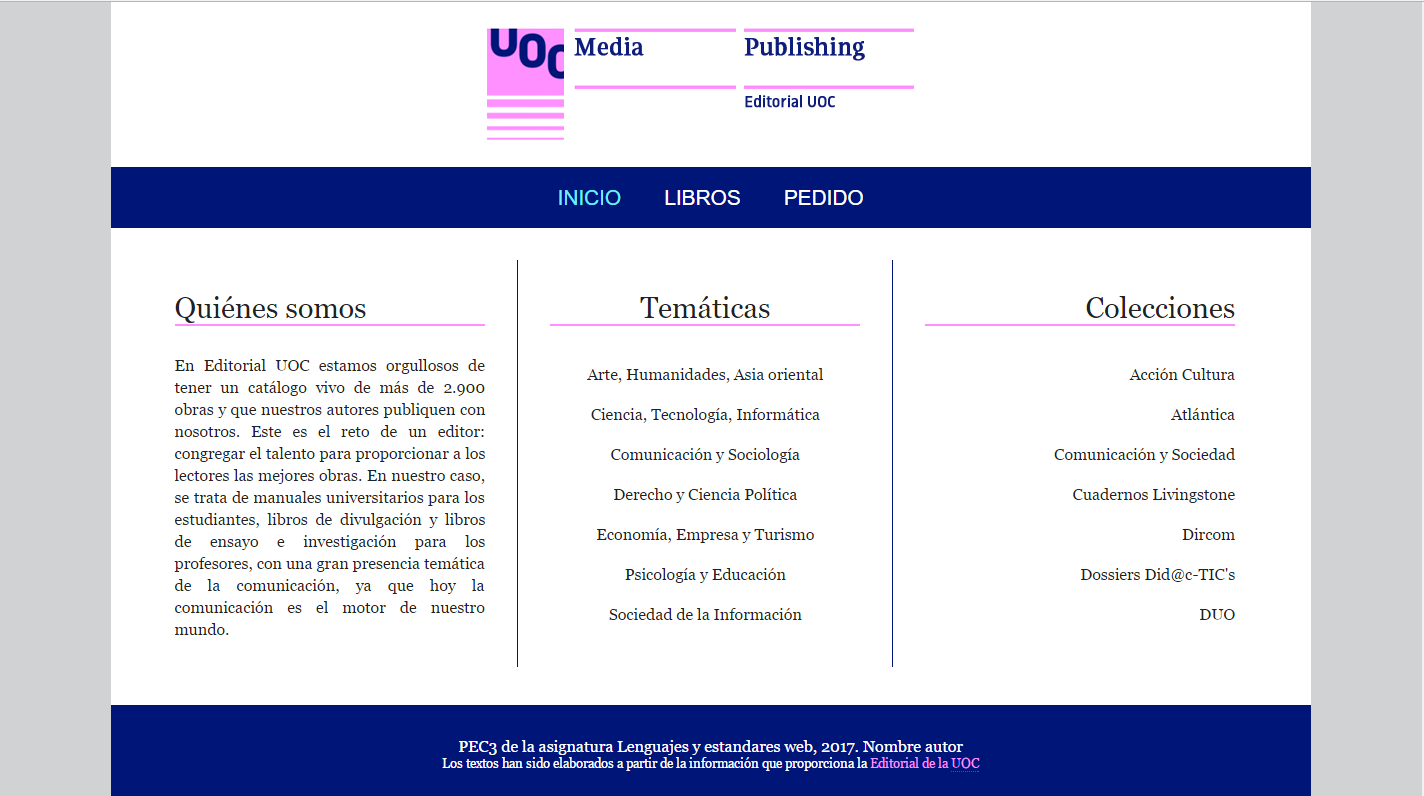 UOC
Media
Publishing
Editorial UOC
INICIO LIBROS PEDIDO
Quiénes somos
En Editorial UOC estamos orgullosos de
tener un catálogo vivo de más de 2.900
obras y que nuestros autores publiquen con
nosotros. Este es el reto de un editor:
congregar el talento para proporcionar a los
lectores las mejores obras. En nuestro caso,
se trata de manuales universitarios para los
estudiantes, libros de divulgación y libros
de ensayo e investigación para los
profesores, con una gran presencia temática
de la comunicación, ya que hoy la
comunicación es el motor de nuestro
mundo.
Temáticas
Arte, Humanidades, Asia oriental
Ciencia, Tecnología, Informática
Comunicación y Sociología
Derecho y Ciencia Política
Economía, Empresa y Turismo
Psicología y Educación
Sociedad de la Información
Colecciones
Acción Cultura
Atlántica
Comunicación y Sociedad
Cuadernos Livingstone
Dircom
Dossiers Did@c-TIC's
DUO
PEC3 de la asignatura Lenguajes y estandares web, 2017. Nombre autor
Los textos han sido elaborados a partir de la información que proporciona la Editorial de la UOC